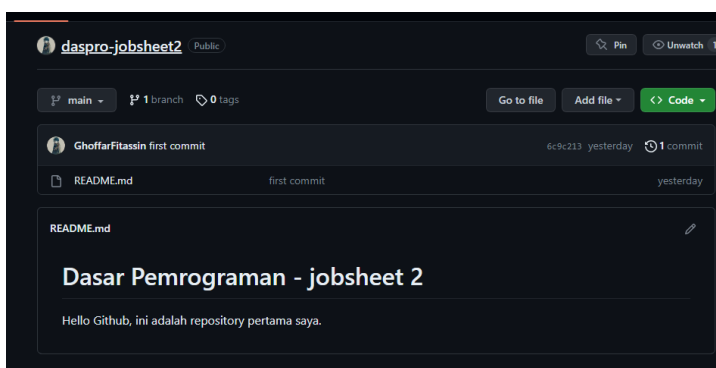 daspro-jobsheet2 Public
Pin Unwatch 1
main 1 branch 0 tags Go to file Add file Code
GhoffarFitassin first commit 6c9c213 yesterday 1 commit
README.md first commit yesterday
README.md
Dasar Pemrograman - jobsheet 2
Hello Github, ini adalah repository pertama saya.